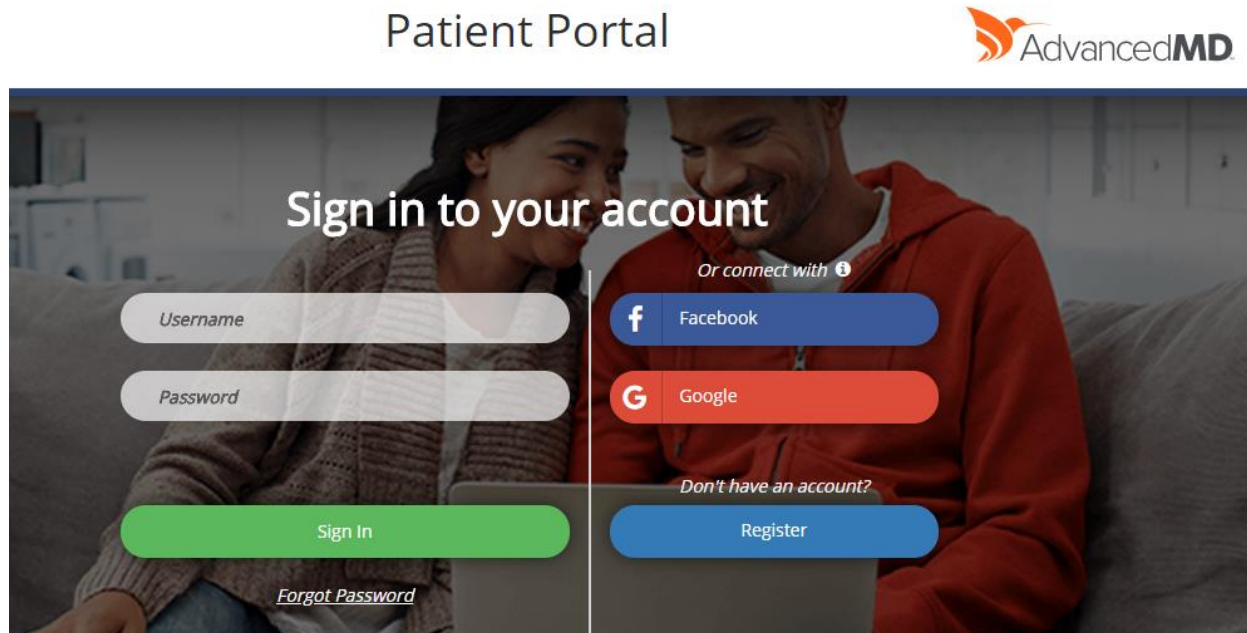 Patient Portal
AdvancedMD
Sign in to your account
Username
Password
Sign In
Forgot Password
Or connect with
f Facebook
G Google
Don't have an account?
Register